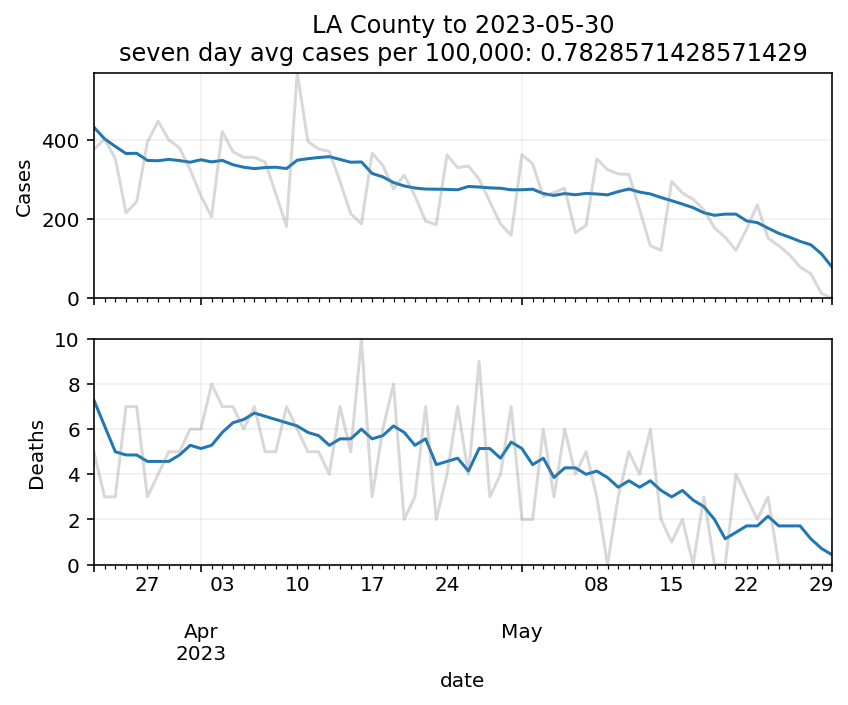 LA County to 2023-05-30
seven day avg cases per 100,000: 0.7828571428571429
400
200
0
Cases
10
8
6
4
2
0
Deaths
27 03 10 17 24 08 15 22 29
Apr May
2023
date